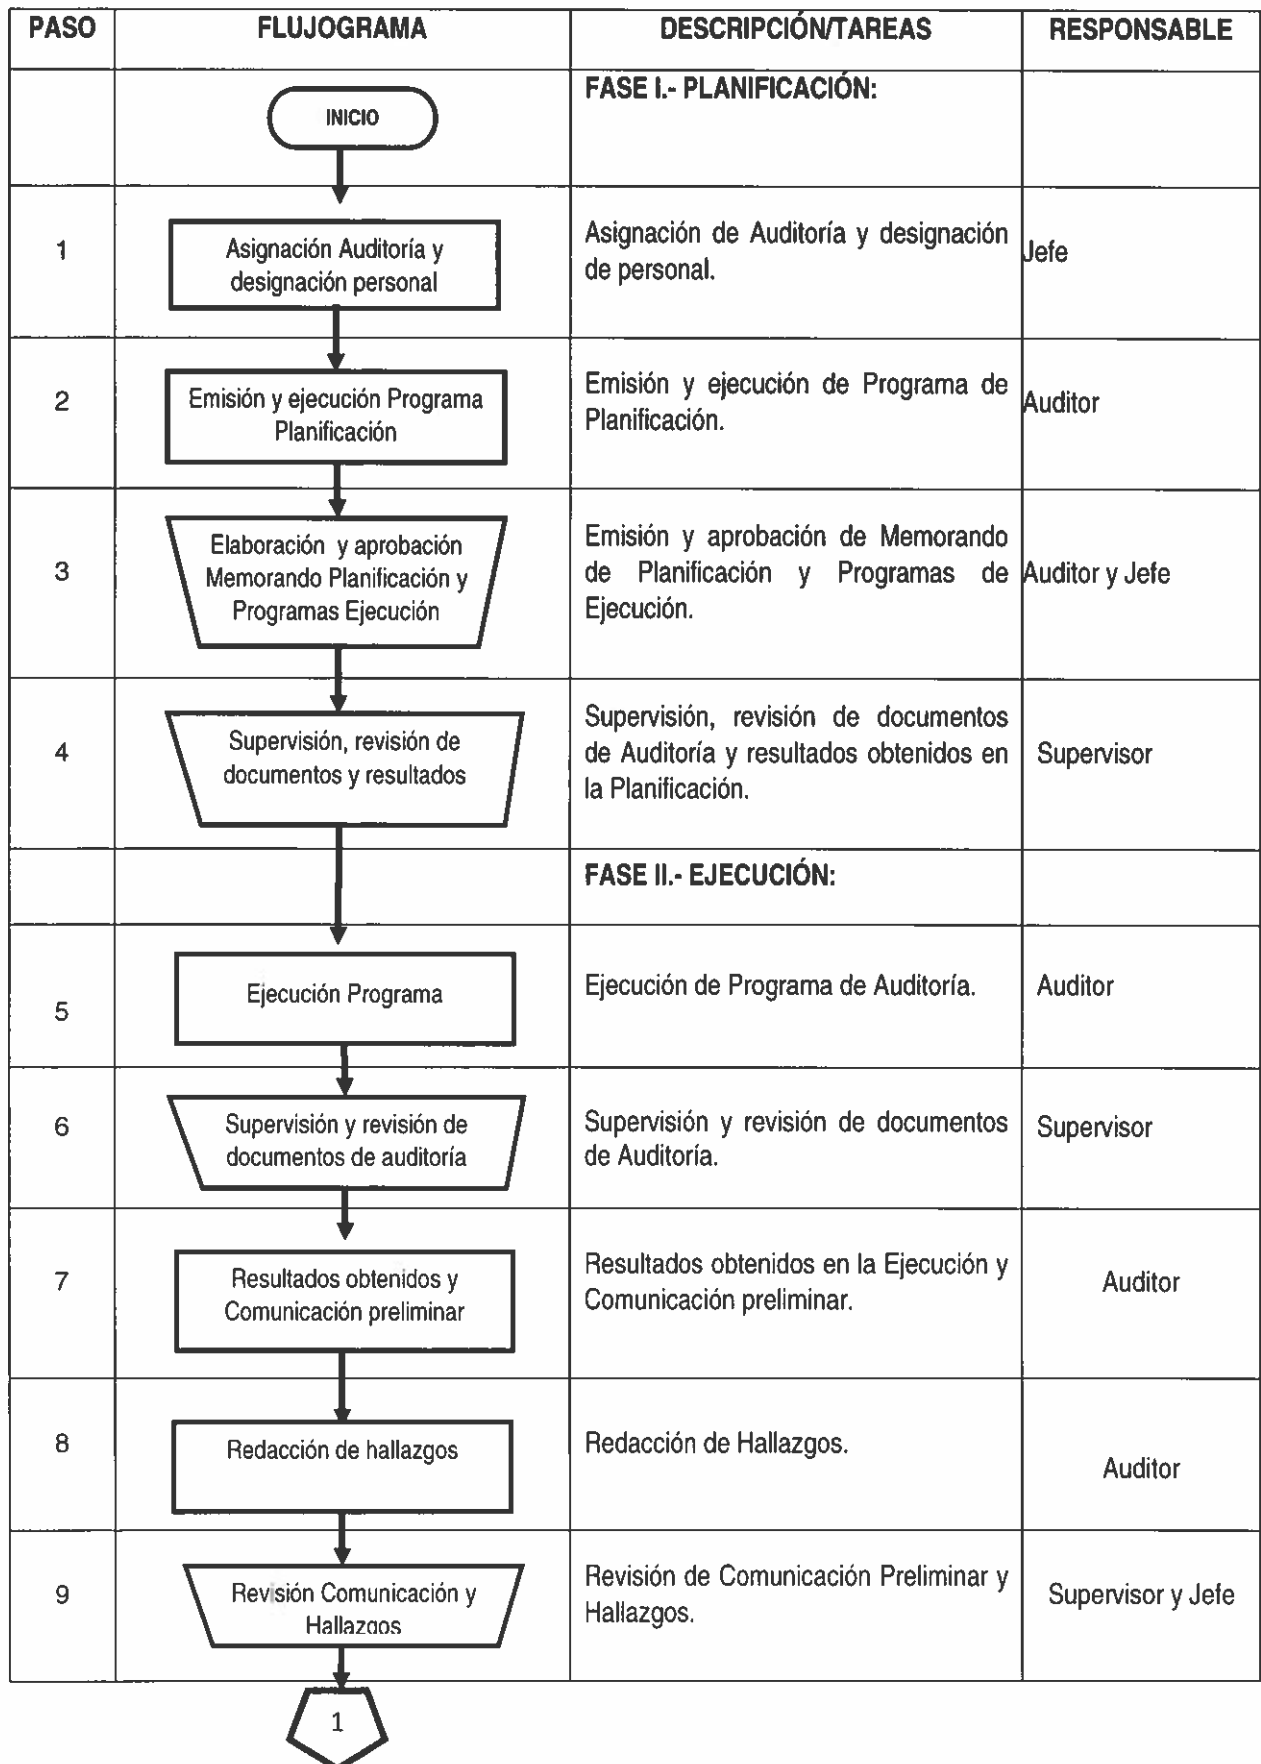 PASO FLUJOGRAMA DESCRIPCIÓN/TAREAS RESPONSABLE
FASE I.- PLANIFICACIÓN:
INICIO
1
Asignación Auditoría y
designación personal
Asignación de Auditoría y designación
de personal.
Jefe
2
Emisión y ejecución Programa
Planificación
Emisión y ejecución de Programa de
Planificación.
Auditor
3
Elaboración y aprobación
Memorando Planificación y
Programas Ejecución
Emisión y aprobación de Memorando
de Planificación y Programas de
Ejecución.
Auditor y Jefe
4
Supervisión, revisión de
documentos y resultados
Supervisión, revisión de documentos
de Auditoría y resultados obtenidos en
la Planificación.
Supervisor
FASE II.- EJECUCIÓN:
5
Ejecución Programa
Ejecución de Programa de Auditoría.
Auditor
6
Supervisión y revisión de
documentos de auditoría
Supervisión y revisión de documentos
de Auditoría.
Supervisor
7
Resultados obtenidos y
Comunicación preliminar
Resultados obtenidos en la Ejecución y
Comunicación preliminar.
Auditor
8
Redacción de hallazgos
Redacción de Hallazgos.
Auditor
9
Revisión Comunicación y
Hallazgos
Revisión de Comunicación Preliminar y
Hallazgos.
Supervisor y Jefe
1